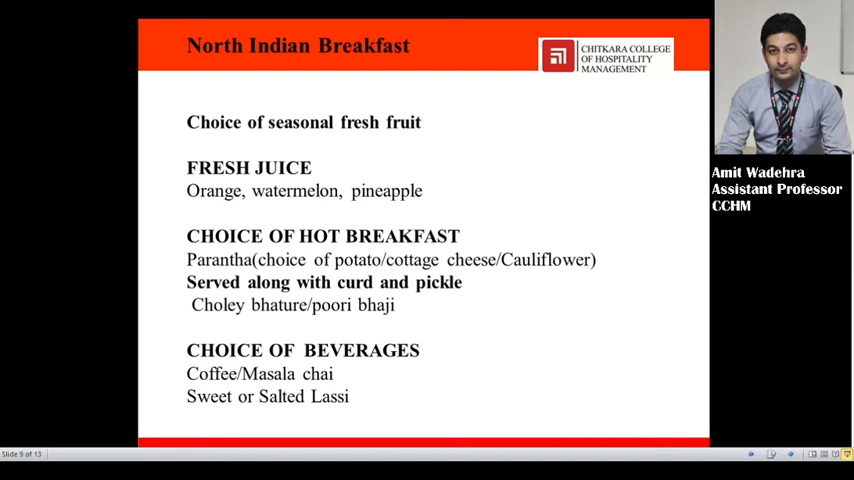 North Indian Breakfast
CHITKARA COLLEGE
OF HOSPITALITY
MANAGEMENT
Choice of seasonal fresh fruit
FRESH JUICE
Orange, watermelon, pineapple
CHOICE OF HOT BREAKFAST
Parantha(choice of potato/cottage cheese/Cauliflower)
Served along with curd and pickle
Choley bhature/poori bhaji
CHOICE OF BEVERAGES
Coffee/Masala chai
Sweet or Salted Lassi
Amit Wadehra
Assistant Professor
CCHM
Slide 9 of 13